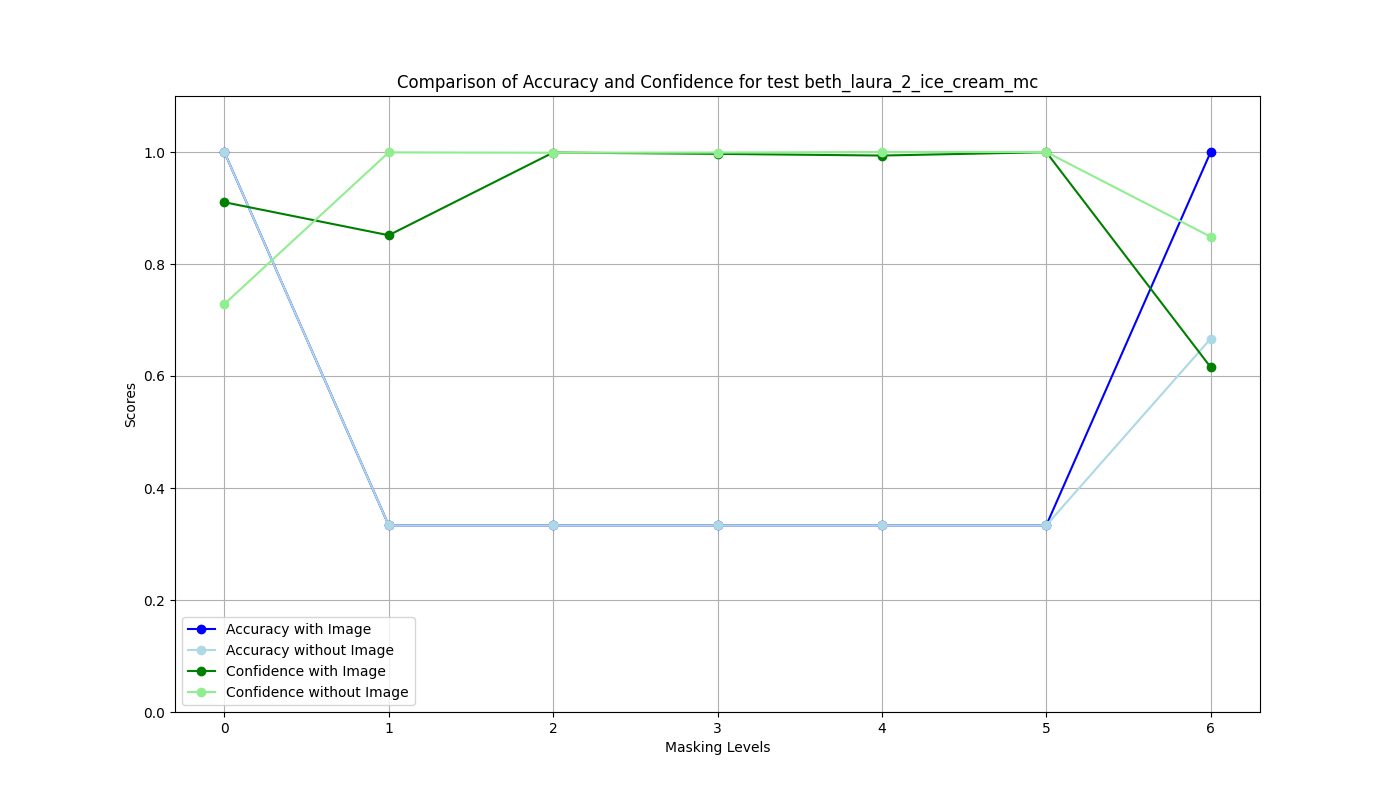 Comparison of Accuracy and Confidence for test beth_laura_2_ice_cream_mc
1.0
0.8
0.6
0.4
0.2
0.0
Scores
Accuracy with Image
Accuracy without Image
Confidence with Image
Confidence without Image
0 1 2 3 4 5 6
Masking Levels